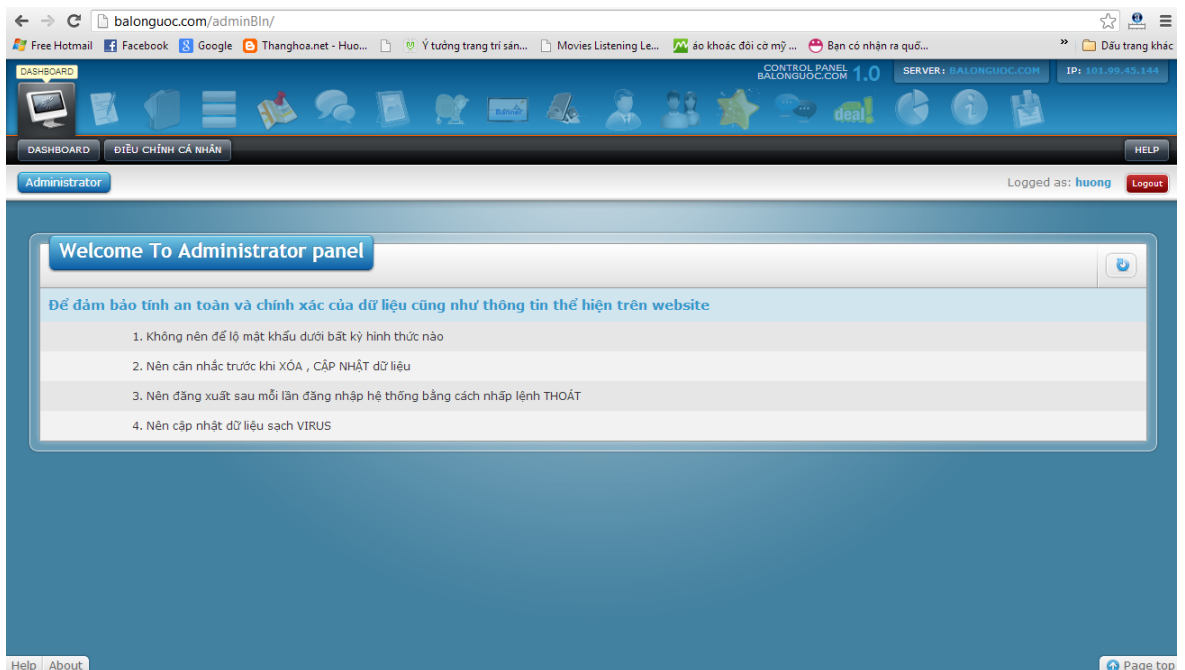 balonguoc.com/adminBln/
Free Hotmail Facebook Google Thanghoa.net - Huo... Ý tưởng trang trí sán... Movies Listening Le... áo khoác đôi cờ mỹ ... Bạn có nhận ra quố... » Dấu trang khác
DASHBOARD
CONTROL PANEL
BALONGUOC.COM 1.0
SERVER: BALONGUOC.COM IP: 101.99.45.144
BANNER
deal!
DASHBOARD ĐIỀU CHỈNH CÁ NHÂN HELP
Administrator Logged as: huong Logout
Welcome To Administrator panel
Để đảm bảo tính an toàn và chính xác của dữ liệu cũng như thông tin thể hiện trên website
1. Không nên để lộ mật khẩu dưới bất kỳ hình thức nào
2. Nên cân nhắc trước khi XÓA , CẬP NHẬT dữ liệu
3. Nên đăng xuất sau mỗi lần đăng nhập hệ thống bằng cách nhấp lệnh THOÁT
4. Nên cập nhật dữ liệu sạch VIRUS
Help About Page top